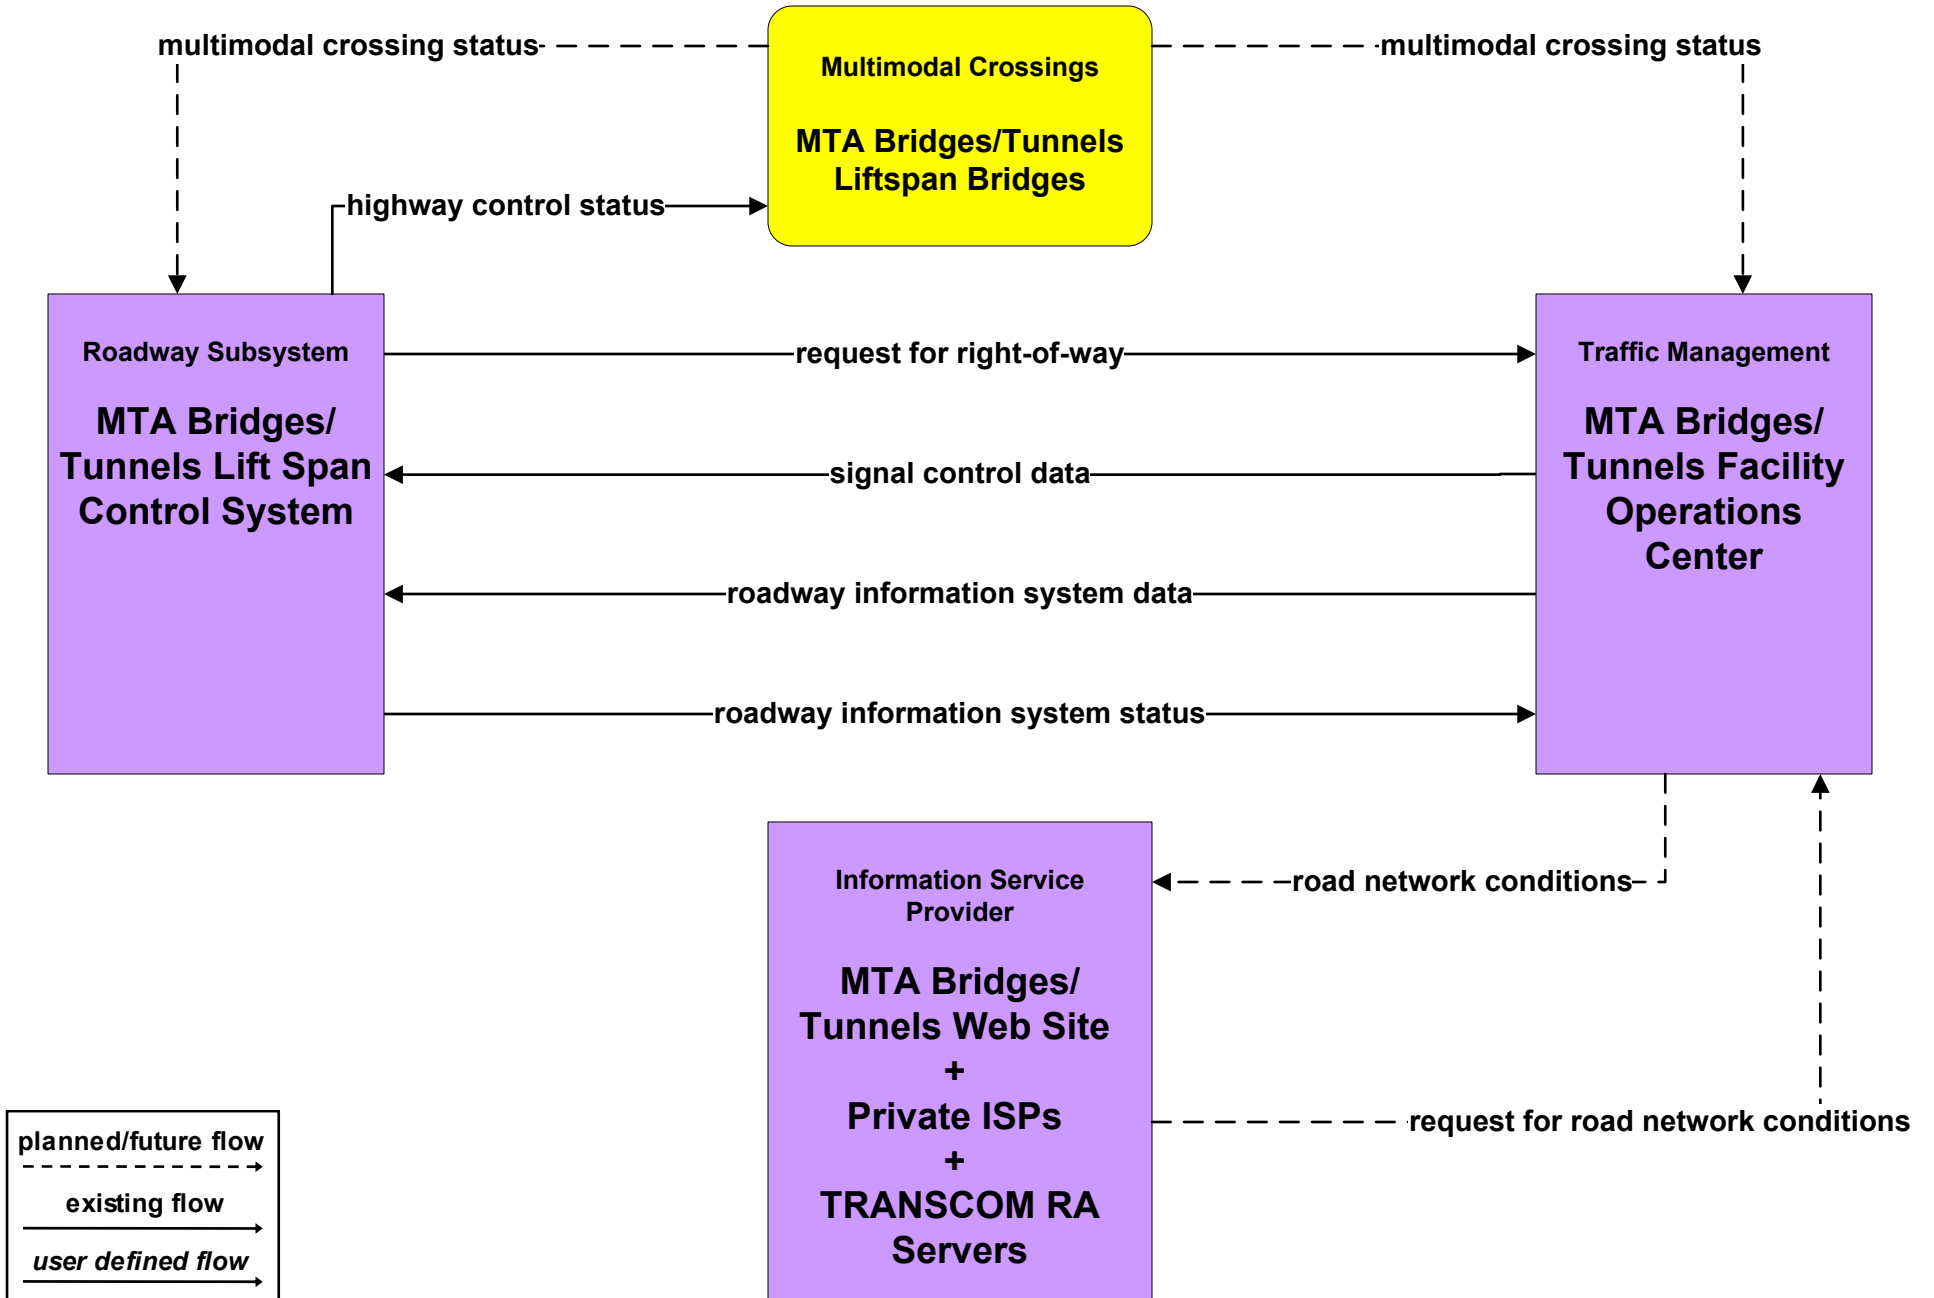 multimodal crossing status
multimodal crossing status
Multimodal Crossings
MTA Bridges/Tunnels
Liftspan Bridges
highway control status
Roadway Subsystem
MTA Bridges/
Tunnels Lift Span
Control System
request for right-of-way
signal control data
roadway information system data
roadway information system status
Traffic Management
MTA Bridges/
Tunnels Facility
Operations
Center
Information Service
Provider
MTA Bridges/
Tunnels Web Site
+
Private ISPs
+
TRANSCOM RA
Servers
road network conditions
request for road network conditions
planned/future flow
existing flow
user defined flow